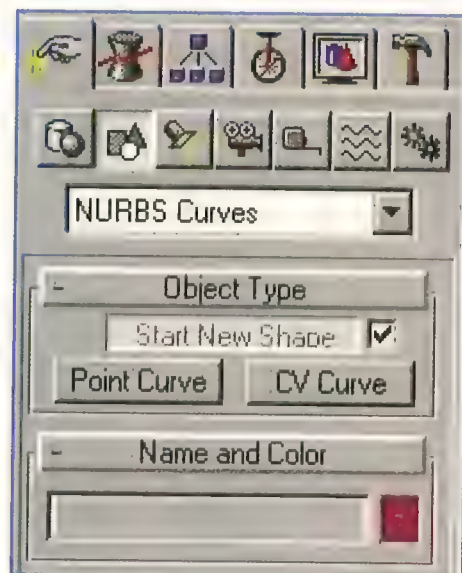 NURBS Curves
- Object Type
Start New Shape
Point Curve CV Curve
- Name and Color